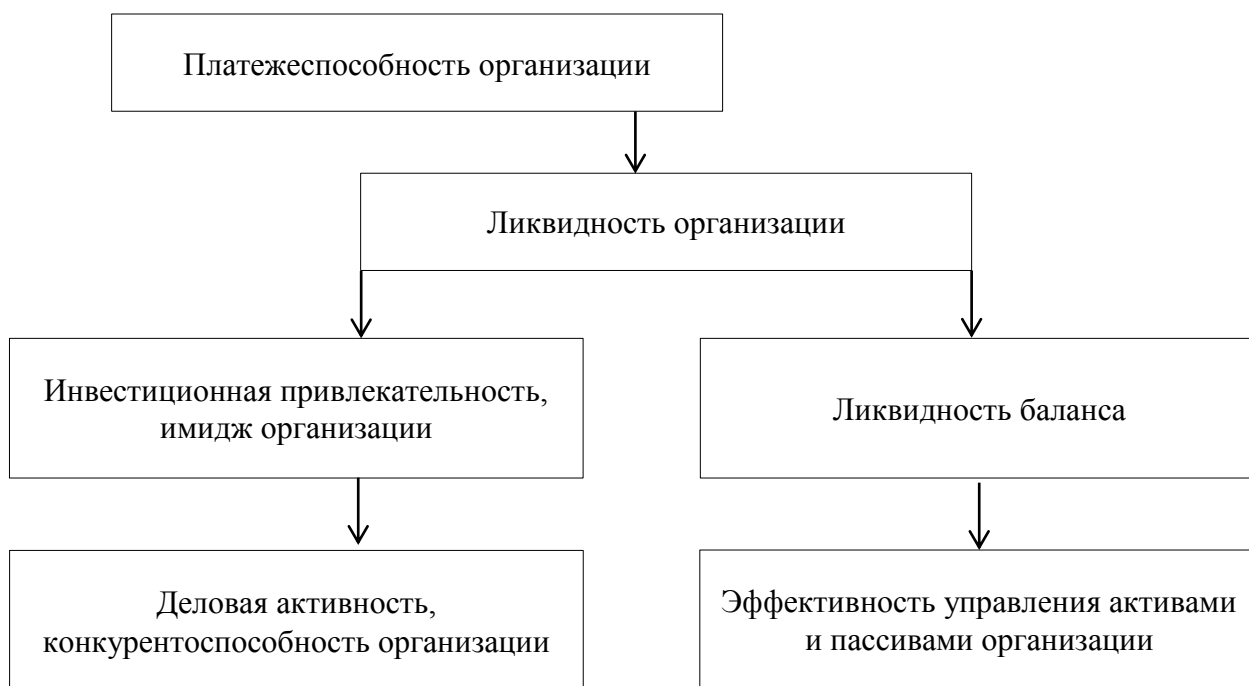 Платежеспособность организации
Ликвидность организации
Инвестиционная привлекательность,
имидж организации
Ликвидность баланса
Деловая активность,
конкурентоспособность организации
Эффективность управления активами
и пассивами организации